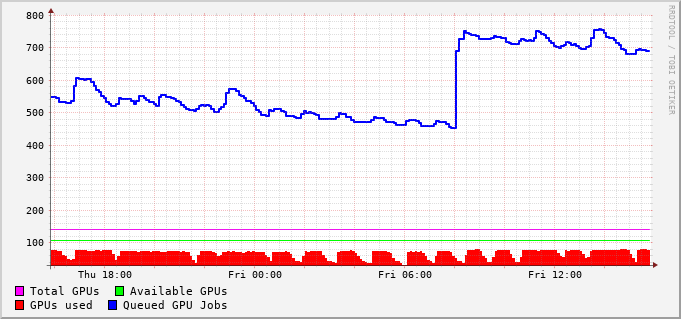 800
700
600
500
400
300
200
100
Thu 18:00 Fri 00:00 Fri 06:00 Fri 12:00
Total GPUs Available GPUs
GPUs used Queued GPU Jobs
RRDTOOL / TOBI OETIKER